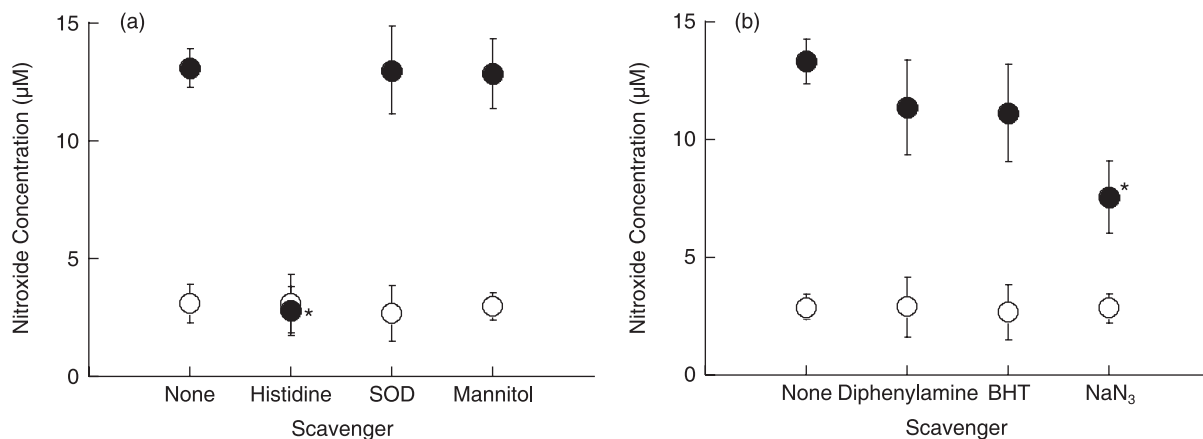 (a)
Nitroxide Concentration (µM)
15
10
5
0
None Histidine SOD Mannitol
*
Scavenger
(b)
Nitroxide Concentration (µM)
15
10
5
0
None Diphenylamine BHT NaN₃
*
Scavenger